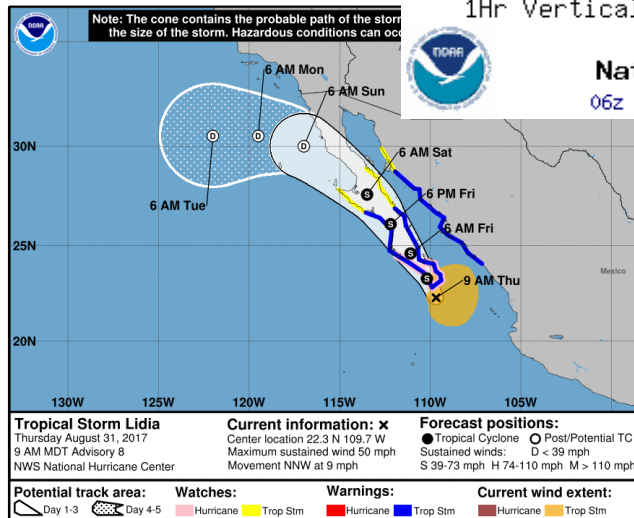 Note: The cone contains the probable path of the storm
the size of the storm. Hazardous conditions can occ
1Hr Vertical
NOAA
NOAA
Na
06z
6 AM Mon
6 AM Sun
30N
D
D
D
6 AM Sat
S
6 PM Fri
6 AM Tue
S
6 AM Fri
25N
S
S
9 AM Thu
Mexico
20N
130W
125W
120W
115W
110W
105W
Tropical Storm Lidia
Thursday August 31, 2017
9 AM MDT Advisory 8
NWS National Hurricane Center
Current information: ×
Center location 22.3 N 109.7 W
Maximum sustained wind 50 mph
Movement NNW at 9 mph
Forecast positions:
Tropical Cyclone Post/Potential TC
Sustained winds: D < 39 mph
S 39-73 mph H 74-110 mph M > 110 mph
Potential track area:
Day 1-3 Day 4-5
Watches:
Hurricane Trop Stm
Warnings:
Hurricane Trop Stm
Current wind extent:
Hurricane Trop Stm